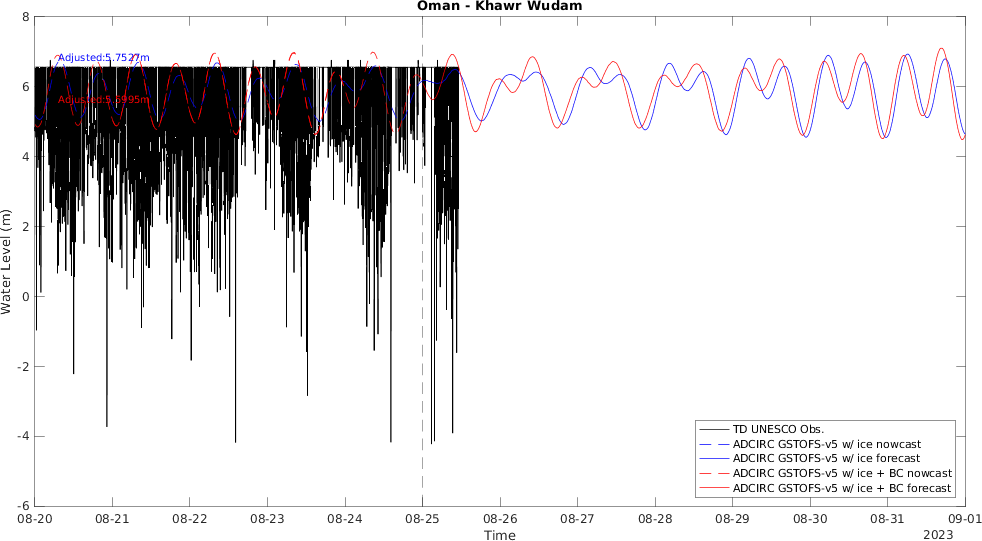 Oman - Khawr Wudam
8
6
4
2
0
-2
-4
-6
Water Level (m)
Adjusted:5.7527m
Adjusted:5.8995m
TD UNESCO Obs.
ADCIRC GSTOFS-v5 w/ ice nowcast
ADCIRC GSTOFS-v5 w/ ice forecast
ADCIRC GSTOFS-v5 w/ ice + BC nowcast
ADCIRC GSTOFS-v5 w/ ice + BC forecast
08-20 08-21 08-22 08-23 08-24 08-25 08-26 08-27 08-28 08-29 08-30 08-31 09-01
Time
2023